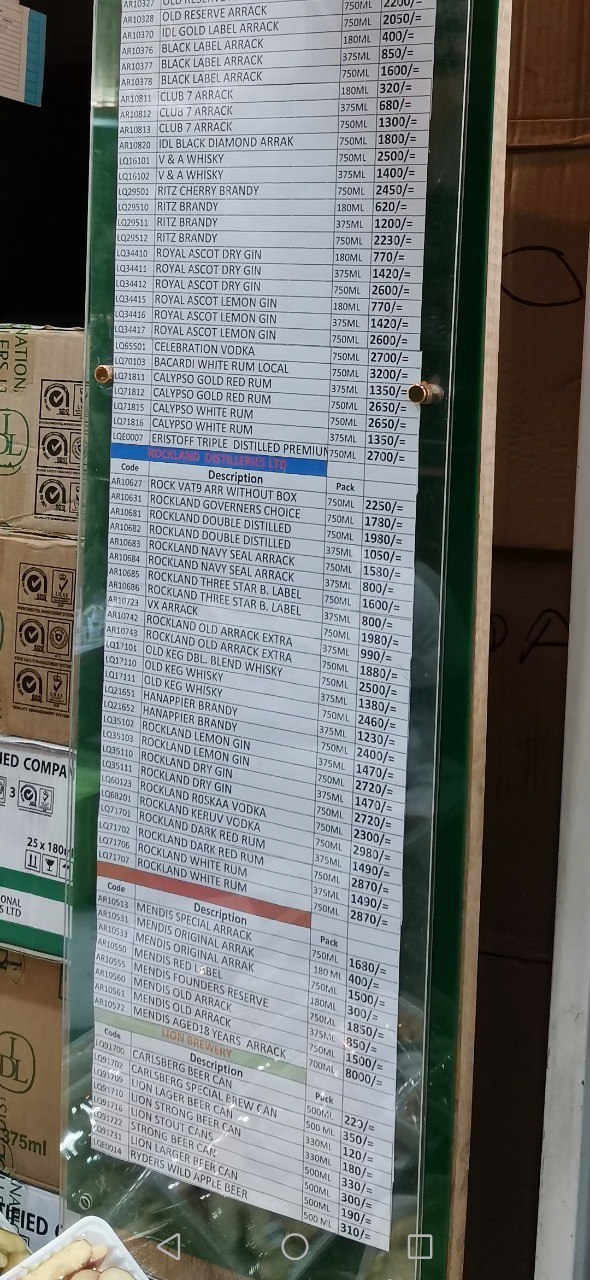 AR10327 OLD RESERVE ARRACK
AR10328 OLD RESERVE ARRACK 750ML 2200/=
AR10370 IDL GOLD LABEL ARRACK 750ML 2050/=
AR10376 BLACK LABEL ARRACK 180ML 400/=
AR10377 BLACK LABEL ARRACK 375ML 850/=
AR10378 BLACK LABEL ARRACK 750ML 1600/=
AR10811 CLUB 7 ARRACK 180ML 320/=
AR10812 CLUB 7 ARRACK 375ML 680/=
AR10813 CLUB 7 ARRACK 750ML 1300/=
AR10820 IDL BLACK DIAMOND ARRAK 750ML 1800/=
LQ16101 V & A WHISKY 750ML 2500/=
LQ16102 V & A WHISKY 375ML 1400/=
LQ29501 RITZ CHERRY BRANDY 750ML 2450/=
LQ29510 RITZ BRANDY 180ML 620/=
LQ29511 RITZ BRANDY 375ML 1200/=
LQ29512 RITZ BRANDY 750ML 2230/=
LQ34410 ROYAL ASCOT DRY GIN 180ML 770/=
LQ34411 ROYAL ASCOT DRY GIN 375ML 1420/=
LQ34412 ROYAL ASCOT DRY GIN 750ML 2600/=
LQ34415 ROYAL ASCOT LEMON GIN 180ML 770/=
LQ34416 ROYAL ASCOT LEMON GIN 375ML 1420/=
LQ34417 ROYAL ASCOT LEMON GIN 750ML 2600/=
LQ65501 CELEBRATION VODKA 750ML 2700/=
LQ70103 BACARDI WHITE RUM LOCAL 750ML 3200/=
LQ71811 CALYPSO GOLD RED RUM 375ML 1350/=
LQ71812 CALYPSO GOLD RED RUM 750ML 2650/=
LQ71815 CALYPSO WHITE RUM 750ML 2650/=
LQ71816 CALYPSO WHITE RUM 375ML 1350/=
LQE0007 ERISTOFF TRIPLE DISTILLED PREMIUM 750ML 2700/=
ROCKLAND DISTILLERIES LTD
Code Description Pack
AR10627 ROCK VAT9 ARR WITHOUT BOX 750ML 2250/=
AR10631 ROCKLAND GOVERNERS CHOICE 750ML 1780/=
AR10681 ROCKLAND DOUBLE DISTILLED 750ML 1980/=
AR10682 ROCKLAND DOUBLE DISTILLED 375ML 1050/=
AR10683 ROCKLAND NAVY SEAL ARRACK 750ML 1580/=
AR10684 ROCKLAND NAVY SEAL ARRACK 375ML 800/=
AR10685 ROCKLAND THREE STAR B. LABEL 750ML 1600/=
AR10686 ROCKLAND THREE STAR B. LABEL 375ML 800/=
AR10723 VX ARRACK 750ML 1980/=
AR10742 ROCKLAND OLD ARRACK EXTRA 375ML 990/=
AR10743 ROCKLAND OLD ARRACK EXTRA 750ML 1880/=
LQ17101 OLD KEG DBL. BLEND WHISKY 750ML 2500/=
LQ17110 OLD KEG WHISKY 375ML 1380/=
LQ17111 OLD KEG WHISKY 750ML 2460/=
LQ21651 HANAPPIER BRANDY 375ML 1230/=
LQ21652 HANAPPIER BRANDY 750ML 2400/=
LQ35102 ROCKLAND LEMON GIN 375ML 1470/=
LQ35103 ROCKLAND LEMON GIN 750ML 2720/=
LQ35110 ROCKLAND DRY GIN 375ML 1470/=
LQ35111 ROCKLAND DRY GIN 750ML 2720/=
LQ60123 ROCKLAND ROSKAA VODKA 750ML 2300/=
LQ68201 ROCKLAND KERUV VODKA 750ML 2980/=
LQ71701 ROCKLAND DARK RED RUM 375ML 1490/=
LQ71702 ROCKLAND DARK RED RUM 750ML 2870/=
LQ71706 ROCKLAND WHITE RUM 375ML 1490/=
LQ71707 ROCKLAND WHITE RUM 750ML 2870/=
Code Description Pack
AR10513 MENDIS SPECIAL ARRACK 750ML 1680/=
AR10531 MENDIS ORIGINAL ARRAK 180 ML 400/=
AR10533 MENDIS ORIGINAL ARRAK 750ML 1500/=
AR10550 MENDIS RED LABEL 180ML 300/=
AR10555 MENDIS FOUNDERS RESERVE 750ML 1850/=
AR10560 MENDIS OLD ARRACK 375ML 850/=
AR10561 MENDIS OLD ARRACK 750ML 1500/=
AR10572 MENDIS AGED18 YEARS ARRACK 700ML 8000/=
LION BREWERY
Code Description Pack
LQ91700 CARLSBERG BEER CAN 500ML 220/=
LQ91702 CARLSBERG SPECIAL BREW CAN 500 ML 350/=
LQ91709 LION LAGER BEER CAN 330ML 120/=
LQ91710 LION STRONG BEER CAN 330ML 180/=
LQ91716 LION STOUT CANS 500ML 330/=
LQ91722 STRONG BEER CAN 500ML 300/=
LQ91731 LION LARGER BEER CAN 500ML 190/=
LQE0014 RYDERS WILD APPLE BEER 500 ML 310/=
NATION
IDL
IED COMPA
3
25 x 180m
ONAL
S LTD
DL
375ml
TIFIED C